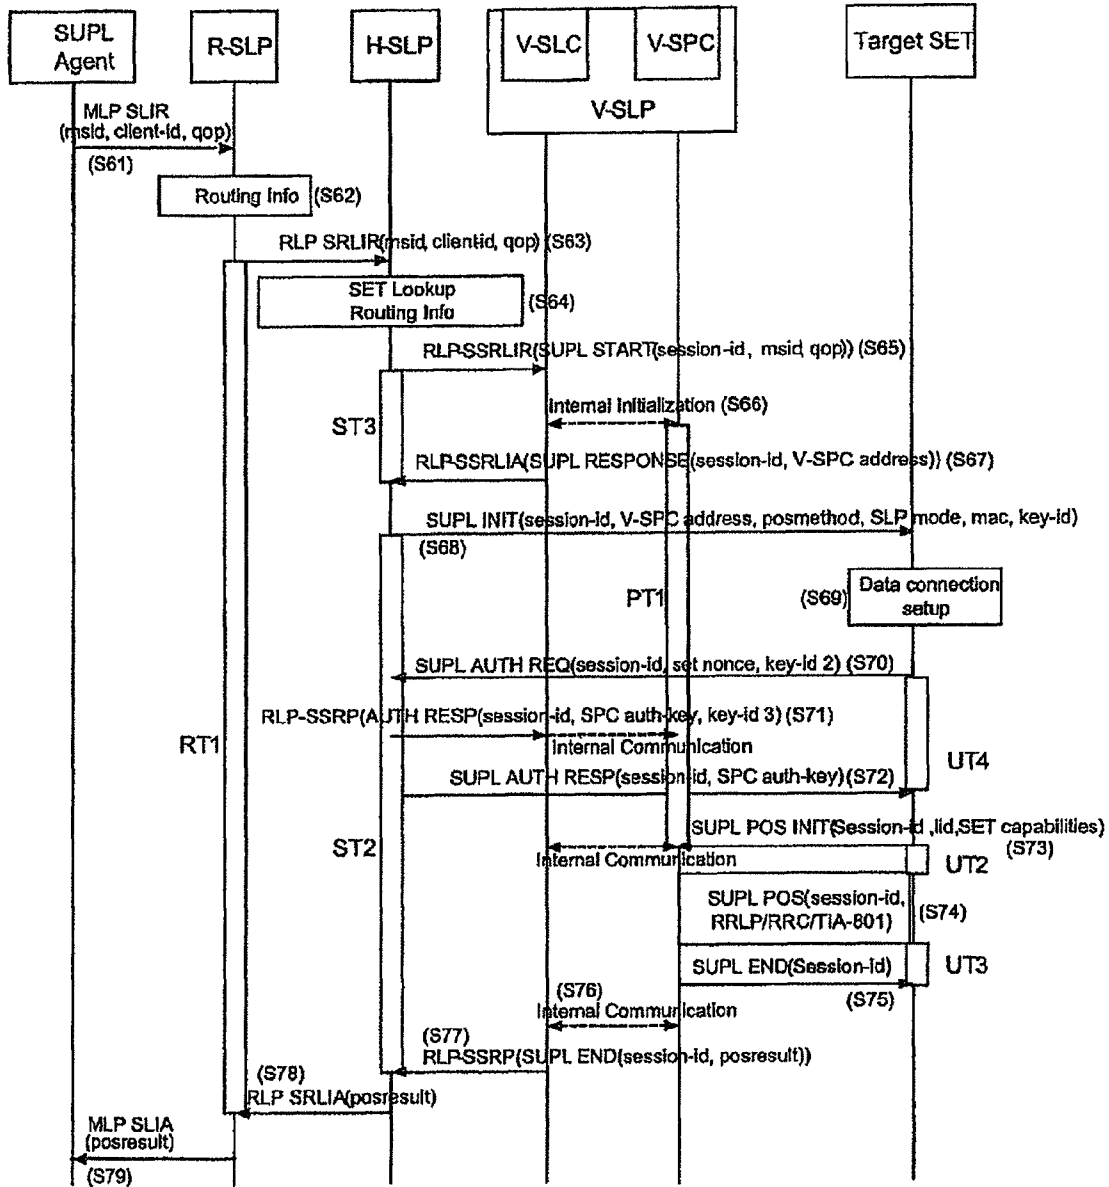 SUPL
Agent
R-SLP
H-SLP
V-SLC
V-SPC
V-SLP
Target SET
MLP SLIR
(msid, client-id, qop)
(S61)
Routing Info (S62)
RLP SRLIR(msid, client-id, qop) (S63)
SET Lookup
Routing Info
(S64)
RLP-SSRLIR(SUPL START(session-id, msid, qop)) (S65)
Internal Initialization (S66)
ST3
RLP-SSRLIA(SUPL RESPONSE(session-id, V-SPC address)) (S67)
SUPL INIT(session-id, V-SPC address, posmethod, SLP mode, mac, key-id)
(S68)
PT1
(S69)
Data connection
setup
SUPL AUTH REQ(session-id, set nonce, key-id 2) (S70)
RLP-SSRP(AUTH RESP(session-id, SPC auth-key, key-id 3) (S71)
Internal Communication
RT1
UT4
SUPL AUTH RESP(session-id, SPC auth-key) (S72)
SUPL POS INIT(Session-id ,lid,SET capabilities)
(S73)
ST2
Internal Communication
UT2
SUPL POS(session-id,
RRLP/RRC/TIA-801)
(S74)
SUPL END(Session-id)
UT3
(S75)
(S76)
Internal Communication
(S77)
RLP-SSRP(SUPL END(session-id, posresult))
(S78)
RLP SRLIA(posresult)
MLP SLIA
(posresult)
(S79)